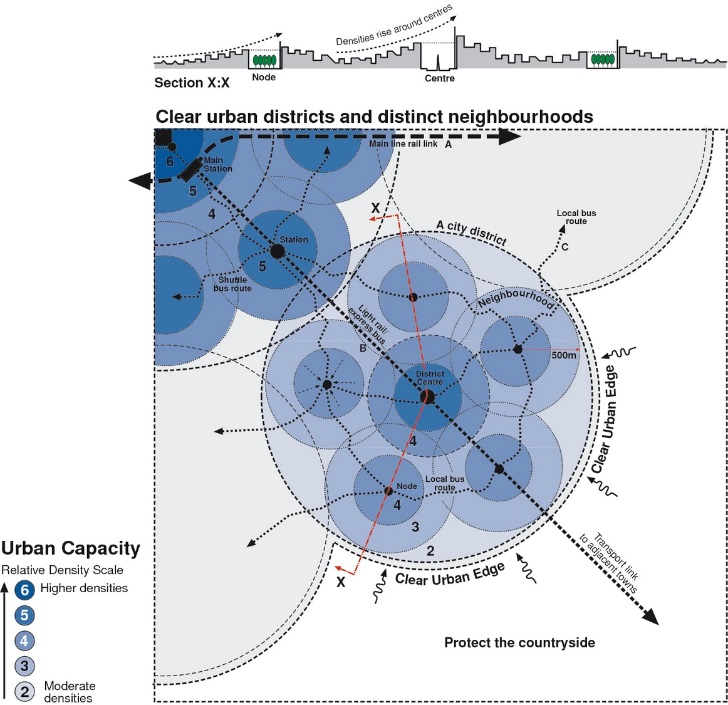 Densities rise around centres
Node
Centre
Section X:X
Clear urban districts and distinct neighbourhoods
Main line rail link A
6
Main
Station
5
4
X
A city district
Local bus
route
C
Station
5
Shuttle
bus route
Light rail/
express bus
B
Neighbourhood
500m
District
Centre
4
Clear Urban Edge
Node
4
Local bus
route
3
2
X
Clear Urban Edge
Transport link
to adjacent towns
Protect the countryside
Urban Capacity
Relative Density Scale
6 Higher densities
5
4
3
2 Moderate
densities